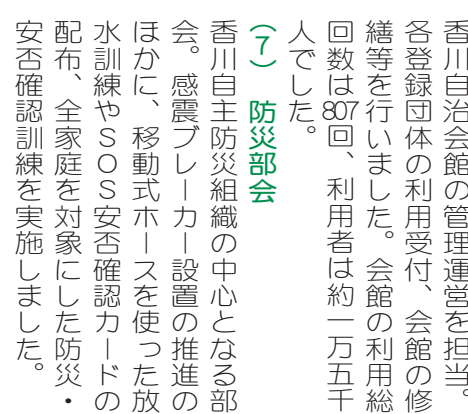 香川自治会館の管理運営を担当。
各登録団体の利用受付、会館の修
繕等を行いました。会館の利用総
回数は807回、利用者は約一万五千
人でした。
(7) 防災部会
香川自主防災組織の中心となる部
会。感震ブレーカー設置の推進の
ほかに、移動式ホースを使った放
水訓練やSOS安否確認カードの
配布、全家庭を対象にした防災・
安否確認訓練を実施しました。